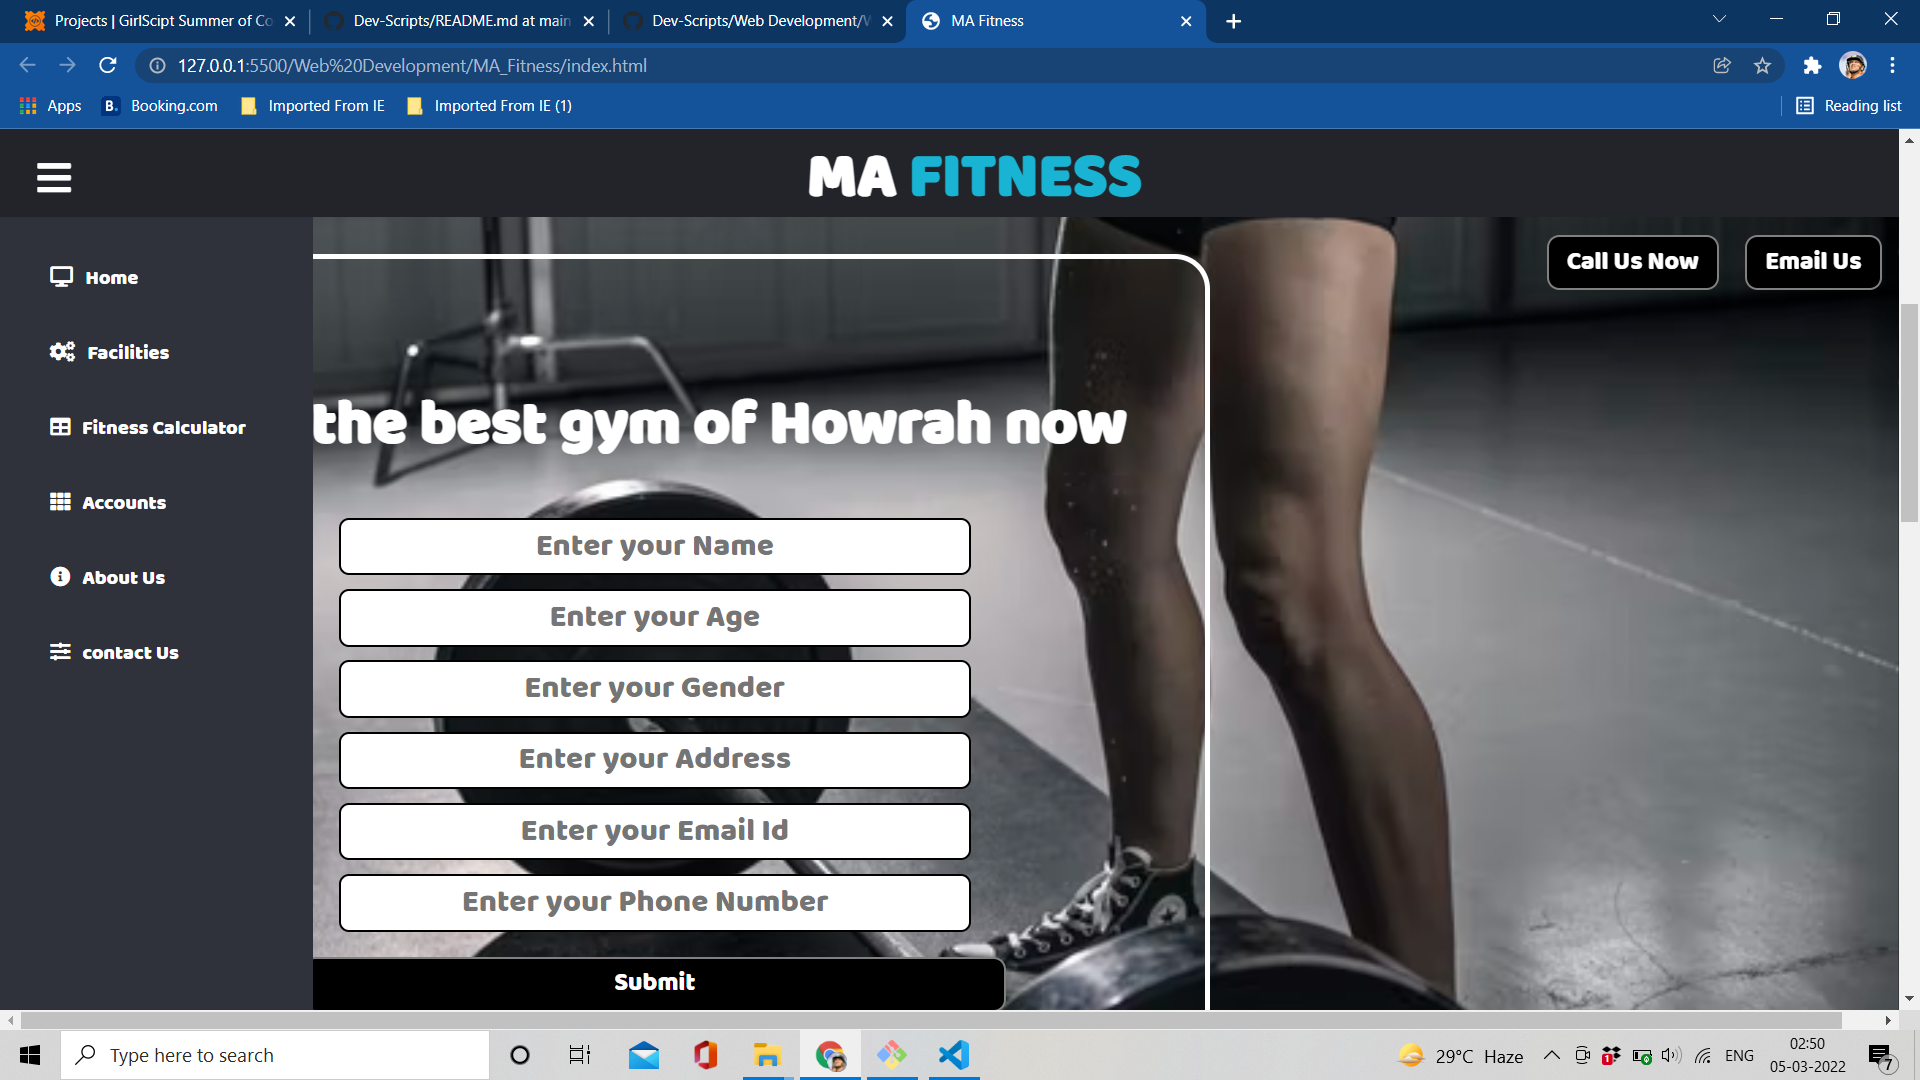 Projects | GirlScipt Summer of Co
Dev-Scripts/README.md at main
Dev-Scripts/Web Development/W
MA Fitness
127.0.0.1:5500/Web%20Development/MA_Fitness/index.html
Apps
B. Booking.com
Imported From IE
Imported From IE (1)
Reading list
MA FITNESS
Call Us Now
Email Us
Home
Facilities
Fitness Calculator
Accounts
About Us
contact Us
the best gym of Howrah now
Enter your Name
Enter your Age
Enter your Gender
Enter your Address
Enter your Email Id
Enter your Phone Number
Submit
Type here to search
29°C Haze
1
ENG
02:50
05-03-2022
7